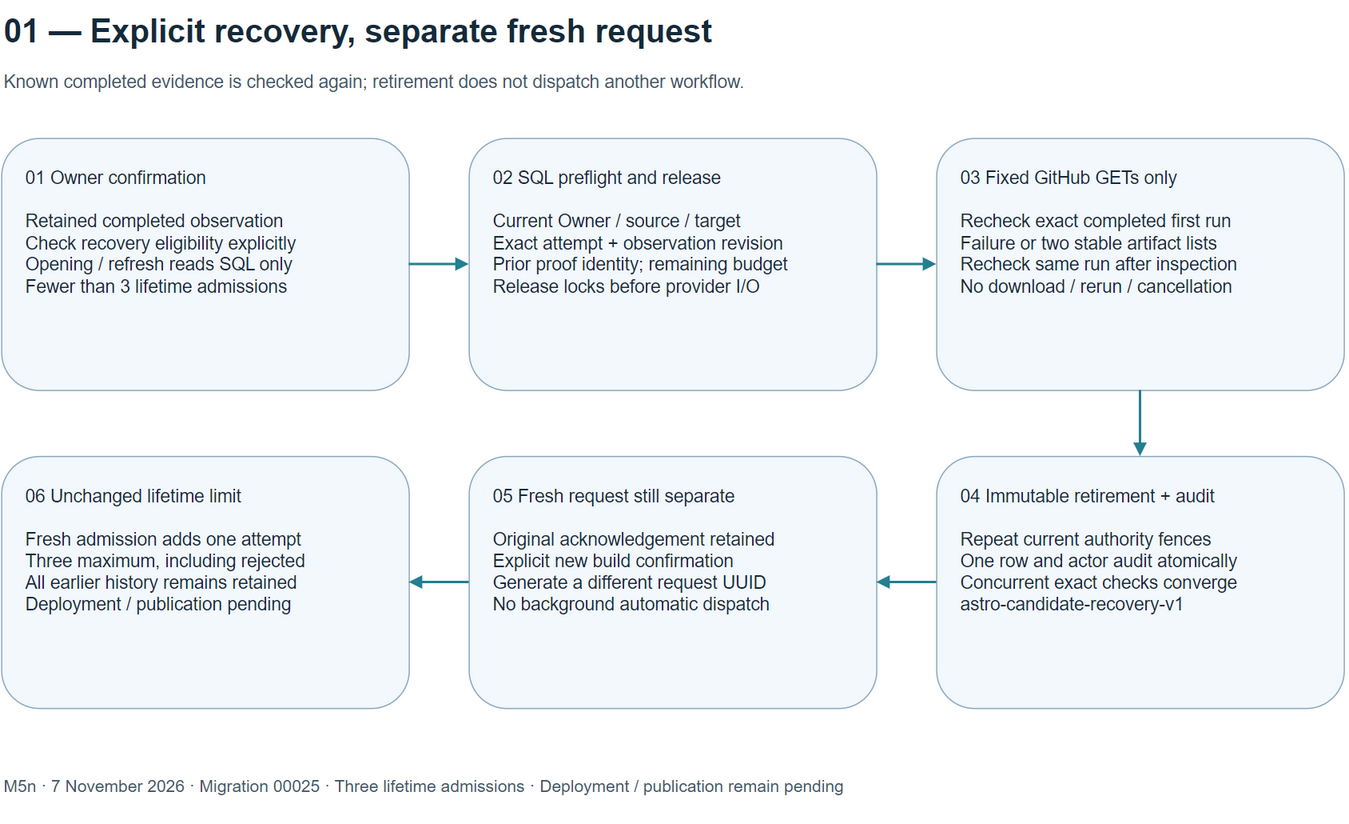 01 — Explicit recovery, separate fresh request
Known completed evidence is checked again; retirement does not dispatch another workflow.
01 Owner confirmation
Retained completed observation
Check recovery eligibility explicitly
Opening / refresh reads SQL only
Fewer than 3 lifetime admissions
02 SQL preflight and release
Current Owner / source / target
Exact attempt + observation revision
Prior proof identity; remaining budget
Release locks before provider I/O
03 Fixed GitHub GETs only
Recheck exact completed first run
Failure or two stable artifact lists
Recheck same run after inspection
No download / rerun / cancellation
04 Immutable retirement + audit
Repeat current authority fences
One row and actor audit atomically
Concurrent exact checks converge
astro-candidate-recovery-v1
05 Fresh request still separate
Original acknowledgement retained
Explicit new build confirmation
Generate a different request UUID
No background automatic dispatch
06 Unchanged lifetime limit
Fresh admission adds one attempt
Three maximum, including rejected
All earlier history remains retained
Deployment / publication pending
M5n · 7 November 2026 · Migration 00025 · Three lifetime admissions · Deployment / publication remain pending